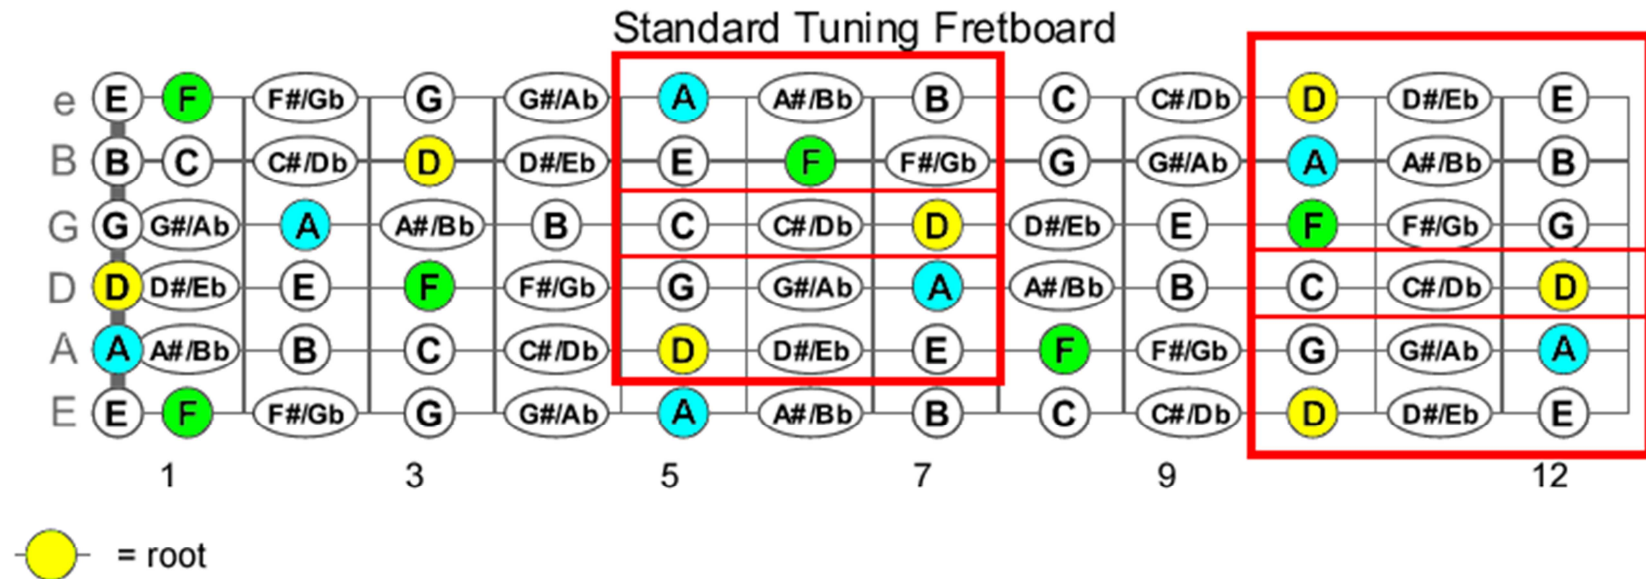 Standard Tuning Fretboard
e E F F#/Gb G G#/Ab A A#/Bb B C C#/Db D D#/Eb E
B B C C#/Db D D#/Eb E F F#/Gb G G#/Ab A A#/Bb B
G G G#/Ab A A#/Bb B C C#/Db D D#/Eb E F F#/Gb G
D D D#/Eb E F F#/Gb G G#/Ab A A#/Bb B C C#/Db D
A A A#/Bb B C C#/Db D D#/Eb E F F#/Gb G G#/Ab A
E E F F#/Gb G G#/Ab A A#/Bb B C C#/Db D D#/Eb E
1 3 5 7 9 12
= root